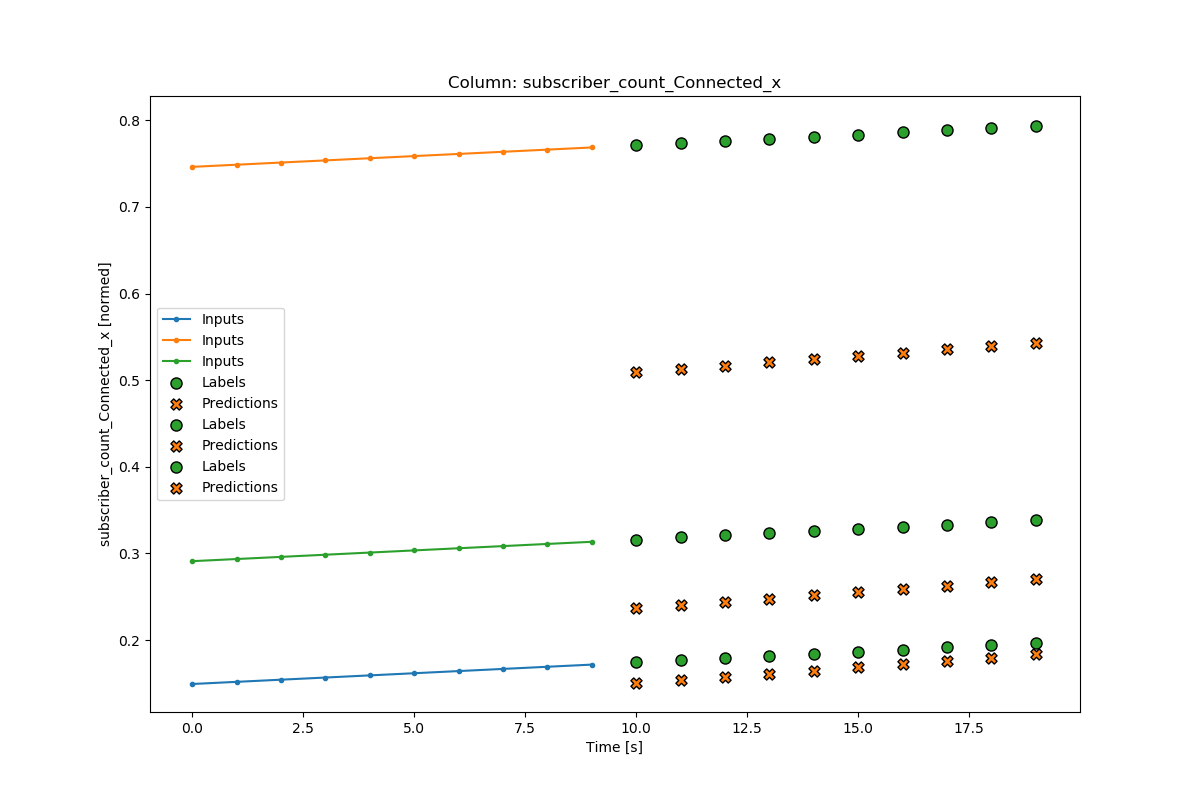 Column: subscriber_count_Connected_x
subscriber_count_Connected_x [normed]
0.8
0.7
0.6
0.5
0.4
0.3
0.2
Inputs
Inputs
Inputs
Labels
Predictions
Labels
Predictions
Labels
Predictions
0.0 2.5 5.0 7.5 10.0 12.5 15.0 17.5
Time [s]